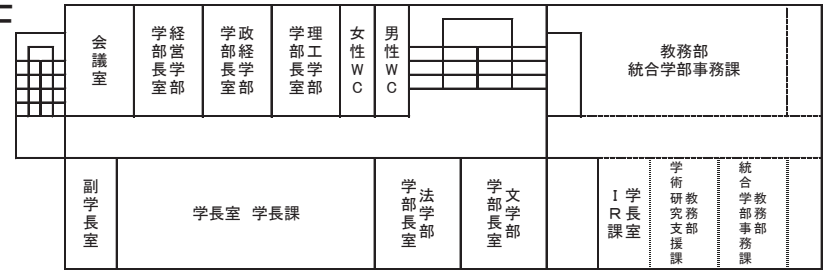 会議室
経営学部
学部長室
政経学部
学部長室
理工学部
学部長室
女性WC
男性WC
教務部
統合学部事務課
副学長室
学長室 学長課
法学部
学部長室
文学部
学部長室
学長室
IR課
教務部
学術研究支援課
教務部
統合学部事務課